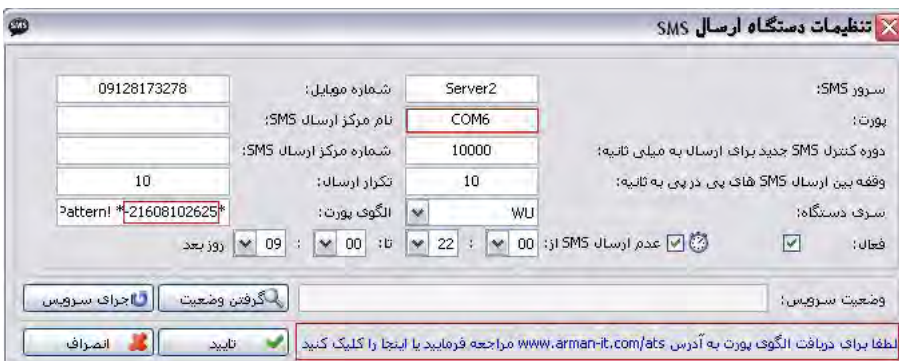 تنظیمات دستگاه ارسال SMS
SMS
سرور SMS: Server2 شماره موبایل: 09128173278
پورت: COM6 نام مرکز ارسال SMS:
دوره کنترل SMS جدید برای ارسال به میلی ثانیه: 10000 شماره مرکز ارسال SMS:
وقفه بین ارسال SMS های پی در پی به ثانیه: 10 تکرار ارسال: 10
سری دستگاه: WU الگوی پورت: Pattern! *-21608102625*
فعال: عدم ارسال SMS از: 00 : 22 تا: 00 : 09 روز بعد
وضعیت سرویس: گرفتن وضعیت اجرای سرویس
لطفا برای دریافت الگوی پورت به آدرس www.arman-it.com/ats مراجعه فرمایید یا اینجا را کلیک کنید تایید انصراف